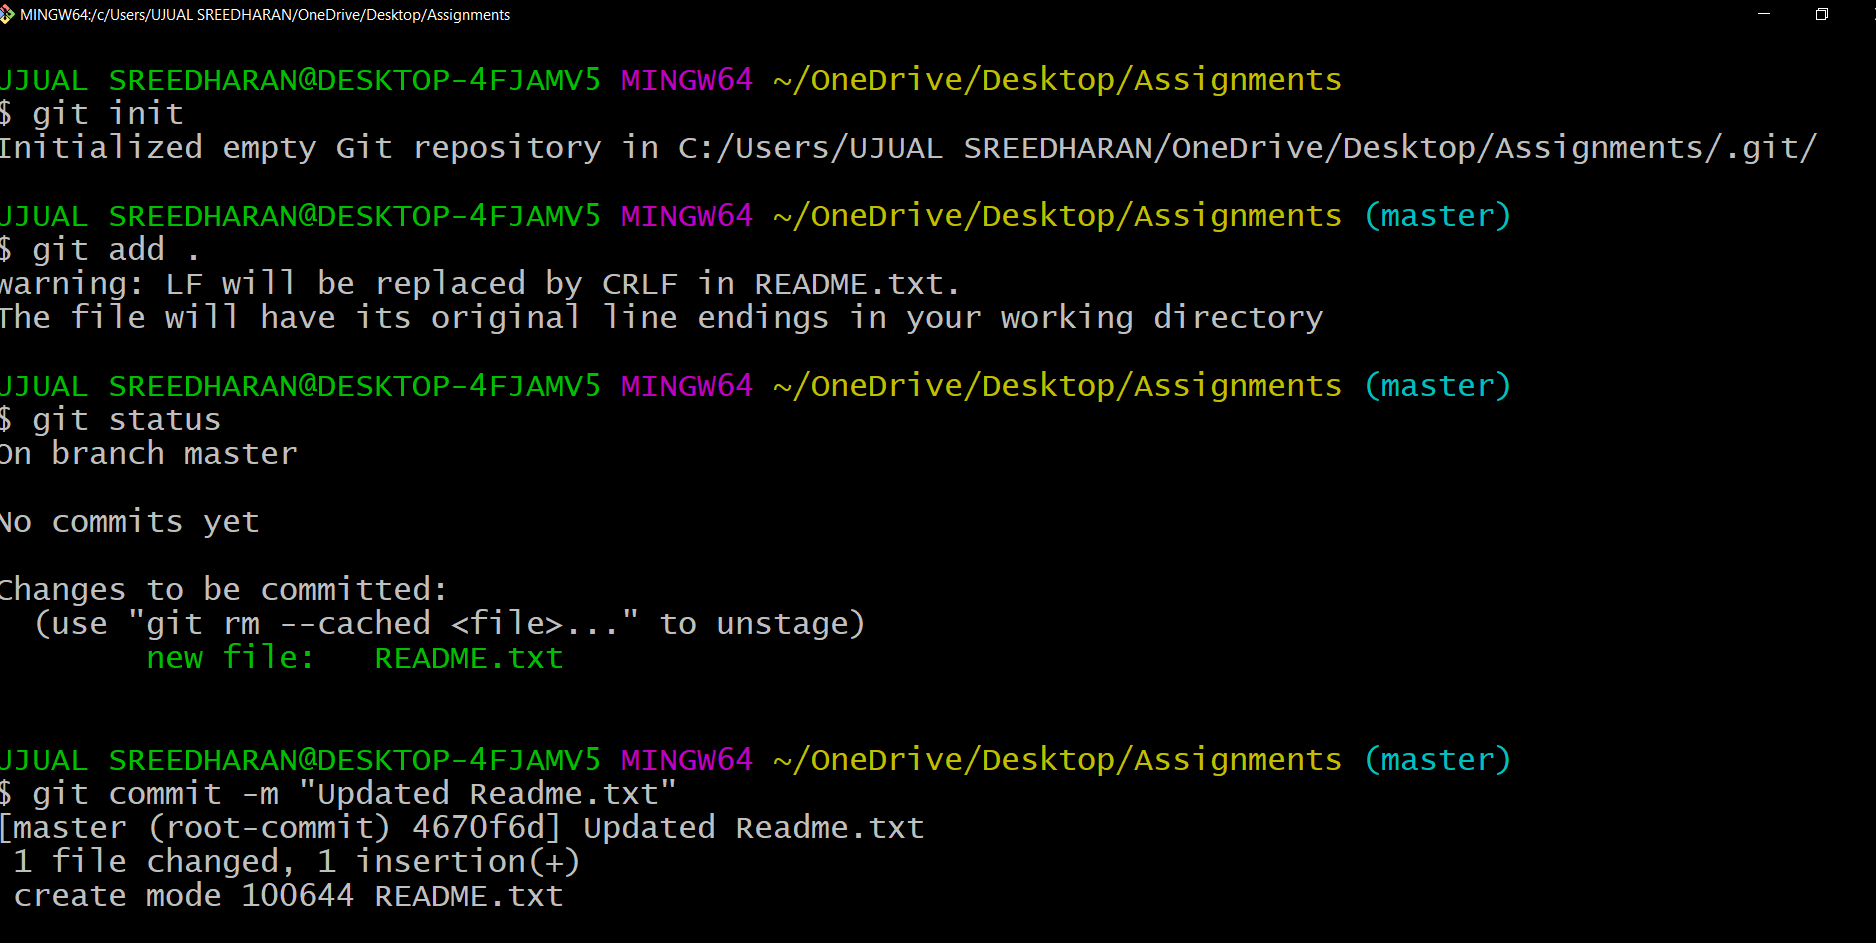 MINGW64:/c/Users/UJUAL SREEDHARAN/OneDrive/Desktop/Assignments
UJUAL SREEDHARAN@DESKTOP-4FJAMV5 MINGW64 ~/OneDrive/Desktop/Assignments
$ git init
Initialized empty Git repository in C:/Users/UJUAL SREEDHARAN/OneDrive/Desktop/Assignments/.git/
UJUAL SREEDHARAN@DESKTOP-4FJAMV5 MINGW64 ~/OneDrive/Desktop/Assignments (master)
$ git add .
warning: LF will be replaced by CRLF in README.txt.
The file will have its original line endings in your working directory
UJUAL SREEDHARAN@DESKTOP-4FJAMV5 MINGW64 ~/OneDrive/Desktop/Assignments (master)
$ git status
On branch master
No commits yet
Changes to be committed:
  (use "git rm --cached <file>..." to unstage)
        new file:   README.txt
UJUAL SREEDHARAN@DESKTOP-4FJAMV5 MINGW64 ~/OneDrive/Desktop/Assignments (master)
$ git commit -m "Updated Readme.txt"
[master (root-commit) 4670f6d] Updated Readme.txt
 1 file changed, 1 insertion(+)
 create mode 100644 README.txt